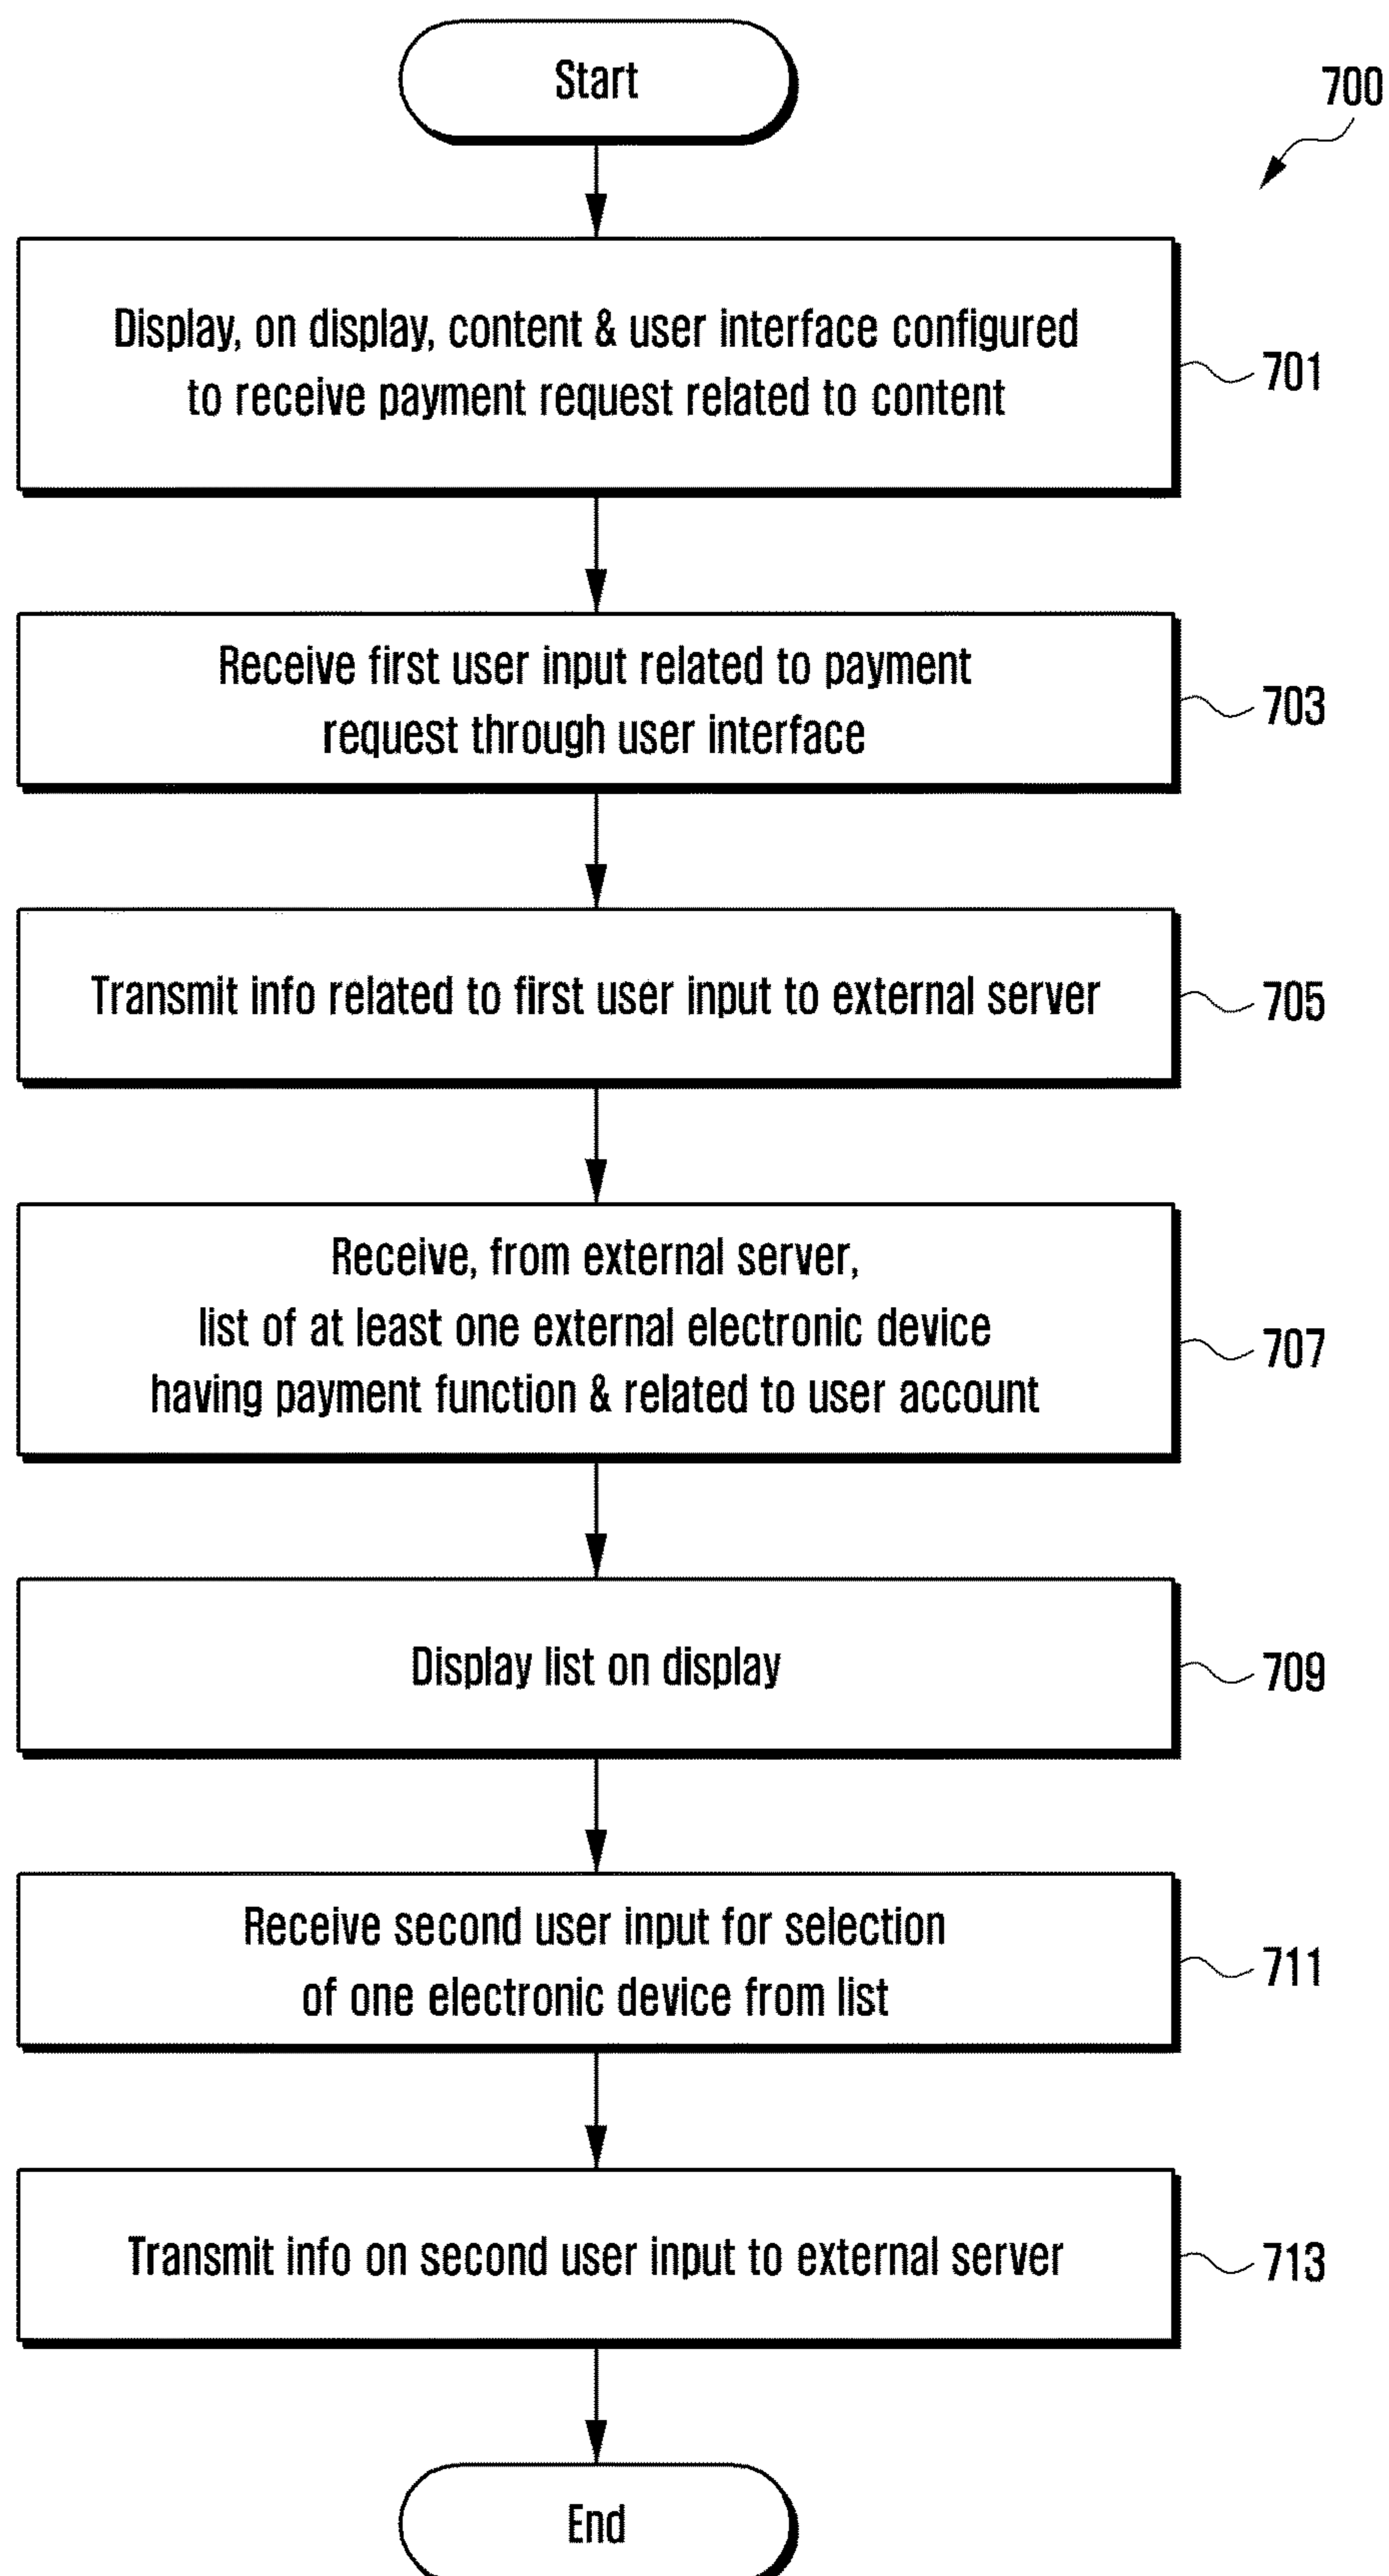 Start
700
Display, on display, content & user interface configured
to receive payment request related to content
701
Receive first user input related to payment
request through user interface
703
Transmit info related to first user input to external server
705
Receive, from external server,
list of at least one external electronic device
having payment function & related to user account
707
Display list on display
709
Receive second user input for selection
of one electronic device from list
711
Transmit info on second user input to external server
713
End